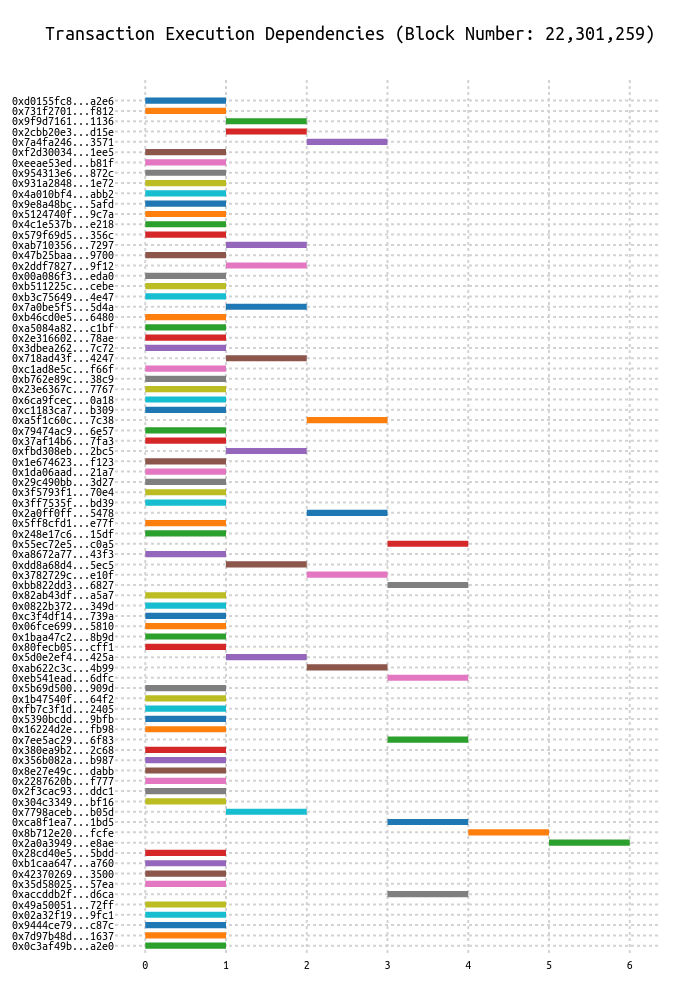 Transaction Execution Dependencies (Block Number: 22,301,259)
0xd0155fc8...a2e6
0x731f2701...f812
0x9f9d7161...1136
0x2cbb20e3...d15e
0x7a4fa246...3571
0xf2d30034...1ee5
0xeeae53ed...b81f
0x954313e6...872c
0x931a2848...1e72
0x4a010bf4...abb2
0x9e8a48bc...5afd
0x5124740f...9c7a
0x4c1e537b...e218
0x579f69d5...356c
0xab710356...7297
0x47b25baa...9700
0x2ddf7827...9f12
0x00a086f3...eda0
0xb511225c...cebe
0xb3c75649...4e47
0x7a0be5f5...5d4a
0xb46cd0e5...6480
0xa5084a82...c1bf
0x2e316602...78ae
0x3dbea262...7c72
0x718ad43f...4247
0xc1ad8e5c...f66f
0xb762e89c...38c9
0x23e6367c...7767
0x6ca9fcec...0a18
0xc1183ca7...b309
0xa5f1c60c...7c38
0x79474ac9...6e57
0x37af14b6...7fa3
0xfbd308eb...2bc5
0x1e674623...f123
0x1da06aad...21a7
0x29c490bb...3d27
0x3f5793f1...70e4
0x3ff7535f...bd39
0x2a0ff0ff...5478
0x5ff8cfd1...e77f
0x248e17c6...15df
0x55ec72e5...c0a5
0xa8672a77...43f3
0xdd8a68d4...5ec5
0x3782729c...e10f
0xbb822dd3...6827
0x82ab43df...a5a7
0x0822b372...349d
0xc3f4df14...739a
0x06fce699...5810
0x1baa47c2...8b9d
0x80fecb05...cff1
0x5d0e2ef4...425a
0xab622c3c...4b99
0xeb541ead...6dfc
0x5b69d500...909d
0x1b47540f...64f2
0xfb7c3f1d...2405
0x5390bcdd...9bfb
0x16224d2e...fb98
0x7ee5ac29...6f83
0x380ea9b2...2c68
0x356b082a...b987
0x8e27e49c...dabb
0x2287620b...f777
0x2f3cac93...ddc1
0x304c3349...bf16
0x7798aceb...b05d
0xca8f1ea7...1bd5
0x8b712e20...fcfe
0x2a0a3949...e8ae
0x28cd40e5...5bdd
0xb1caa647...a760
0x42370269...3500
0x35d58025...57ea
0xaccddb2f...d6ca
0x49a50051...72ff
0x02a32f19...9fc1
0x9444ce79...c87c
0x7d97b48d...1637
0x0c3af49b...a2e0
0 1 2 3 4 5 6